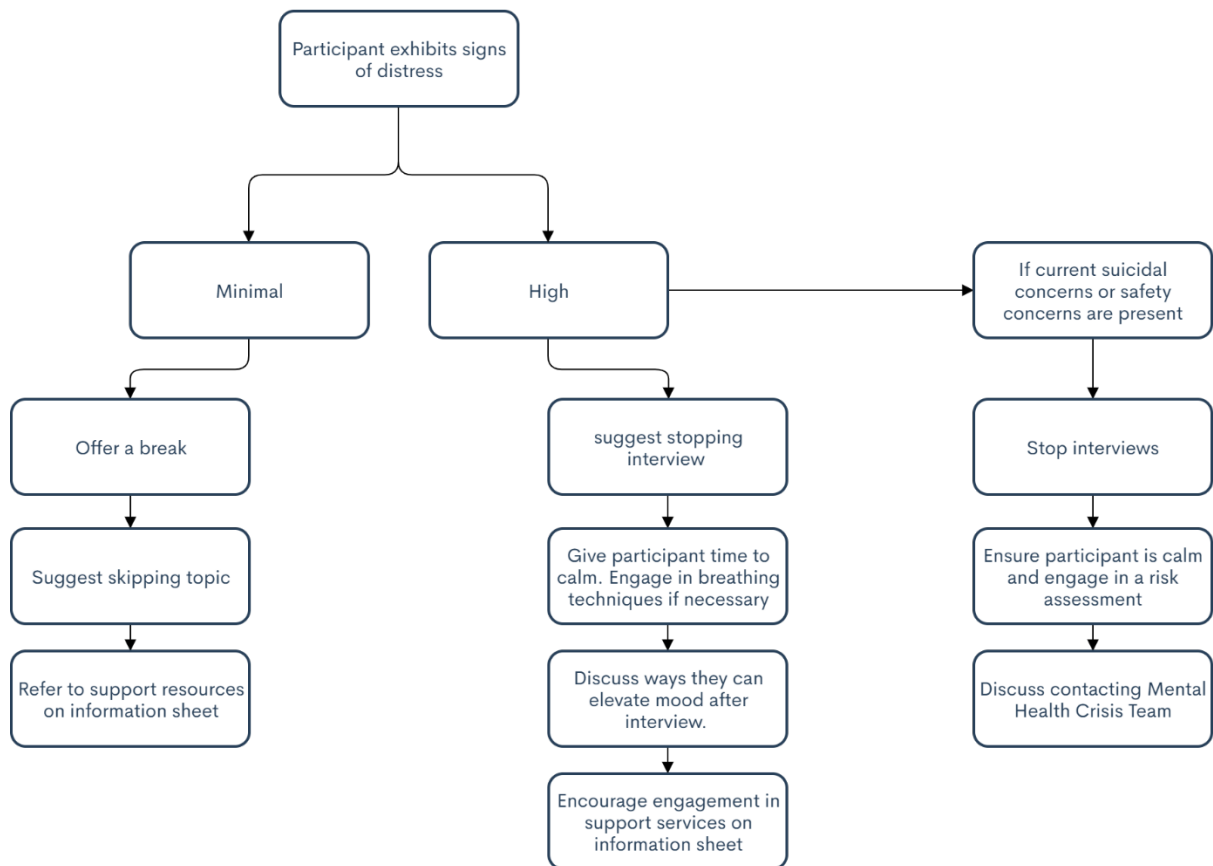 Participant exhibits signs
of distress
Minimal
High
If current suicidal
concerns or safety
concerns are present
Offer a break
suggest stopping
interview
Stop interviews
Suggest skipping topic
Give participant time to
calm. Engage in breathing
techniques if necessary
Ensure participant is calm
and engage in a risk
assessment
Refer to support resources
on information sheet
Discuss ways they can
elevate mood after
interview.
Discuss contacting Mental
Health Crisis Team
Encourage engagement in
support services on
information sheet